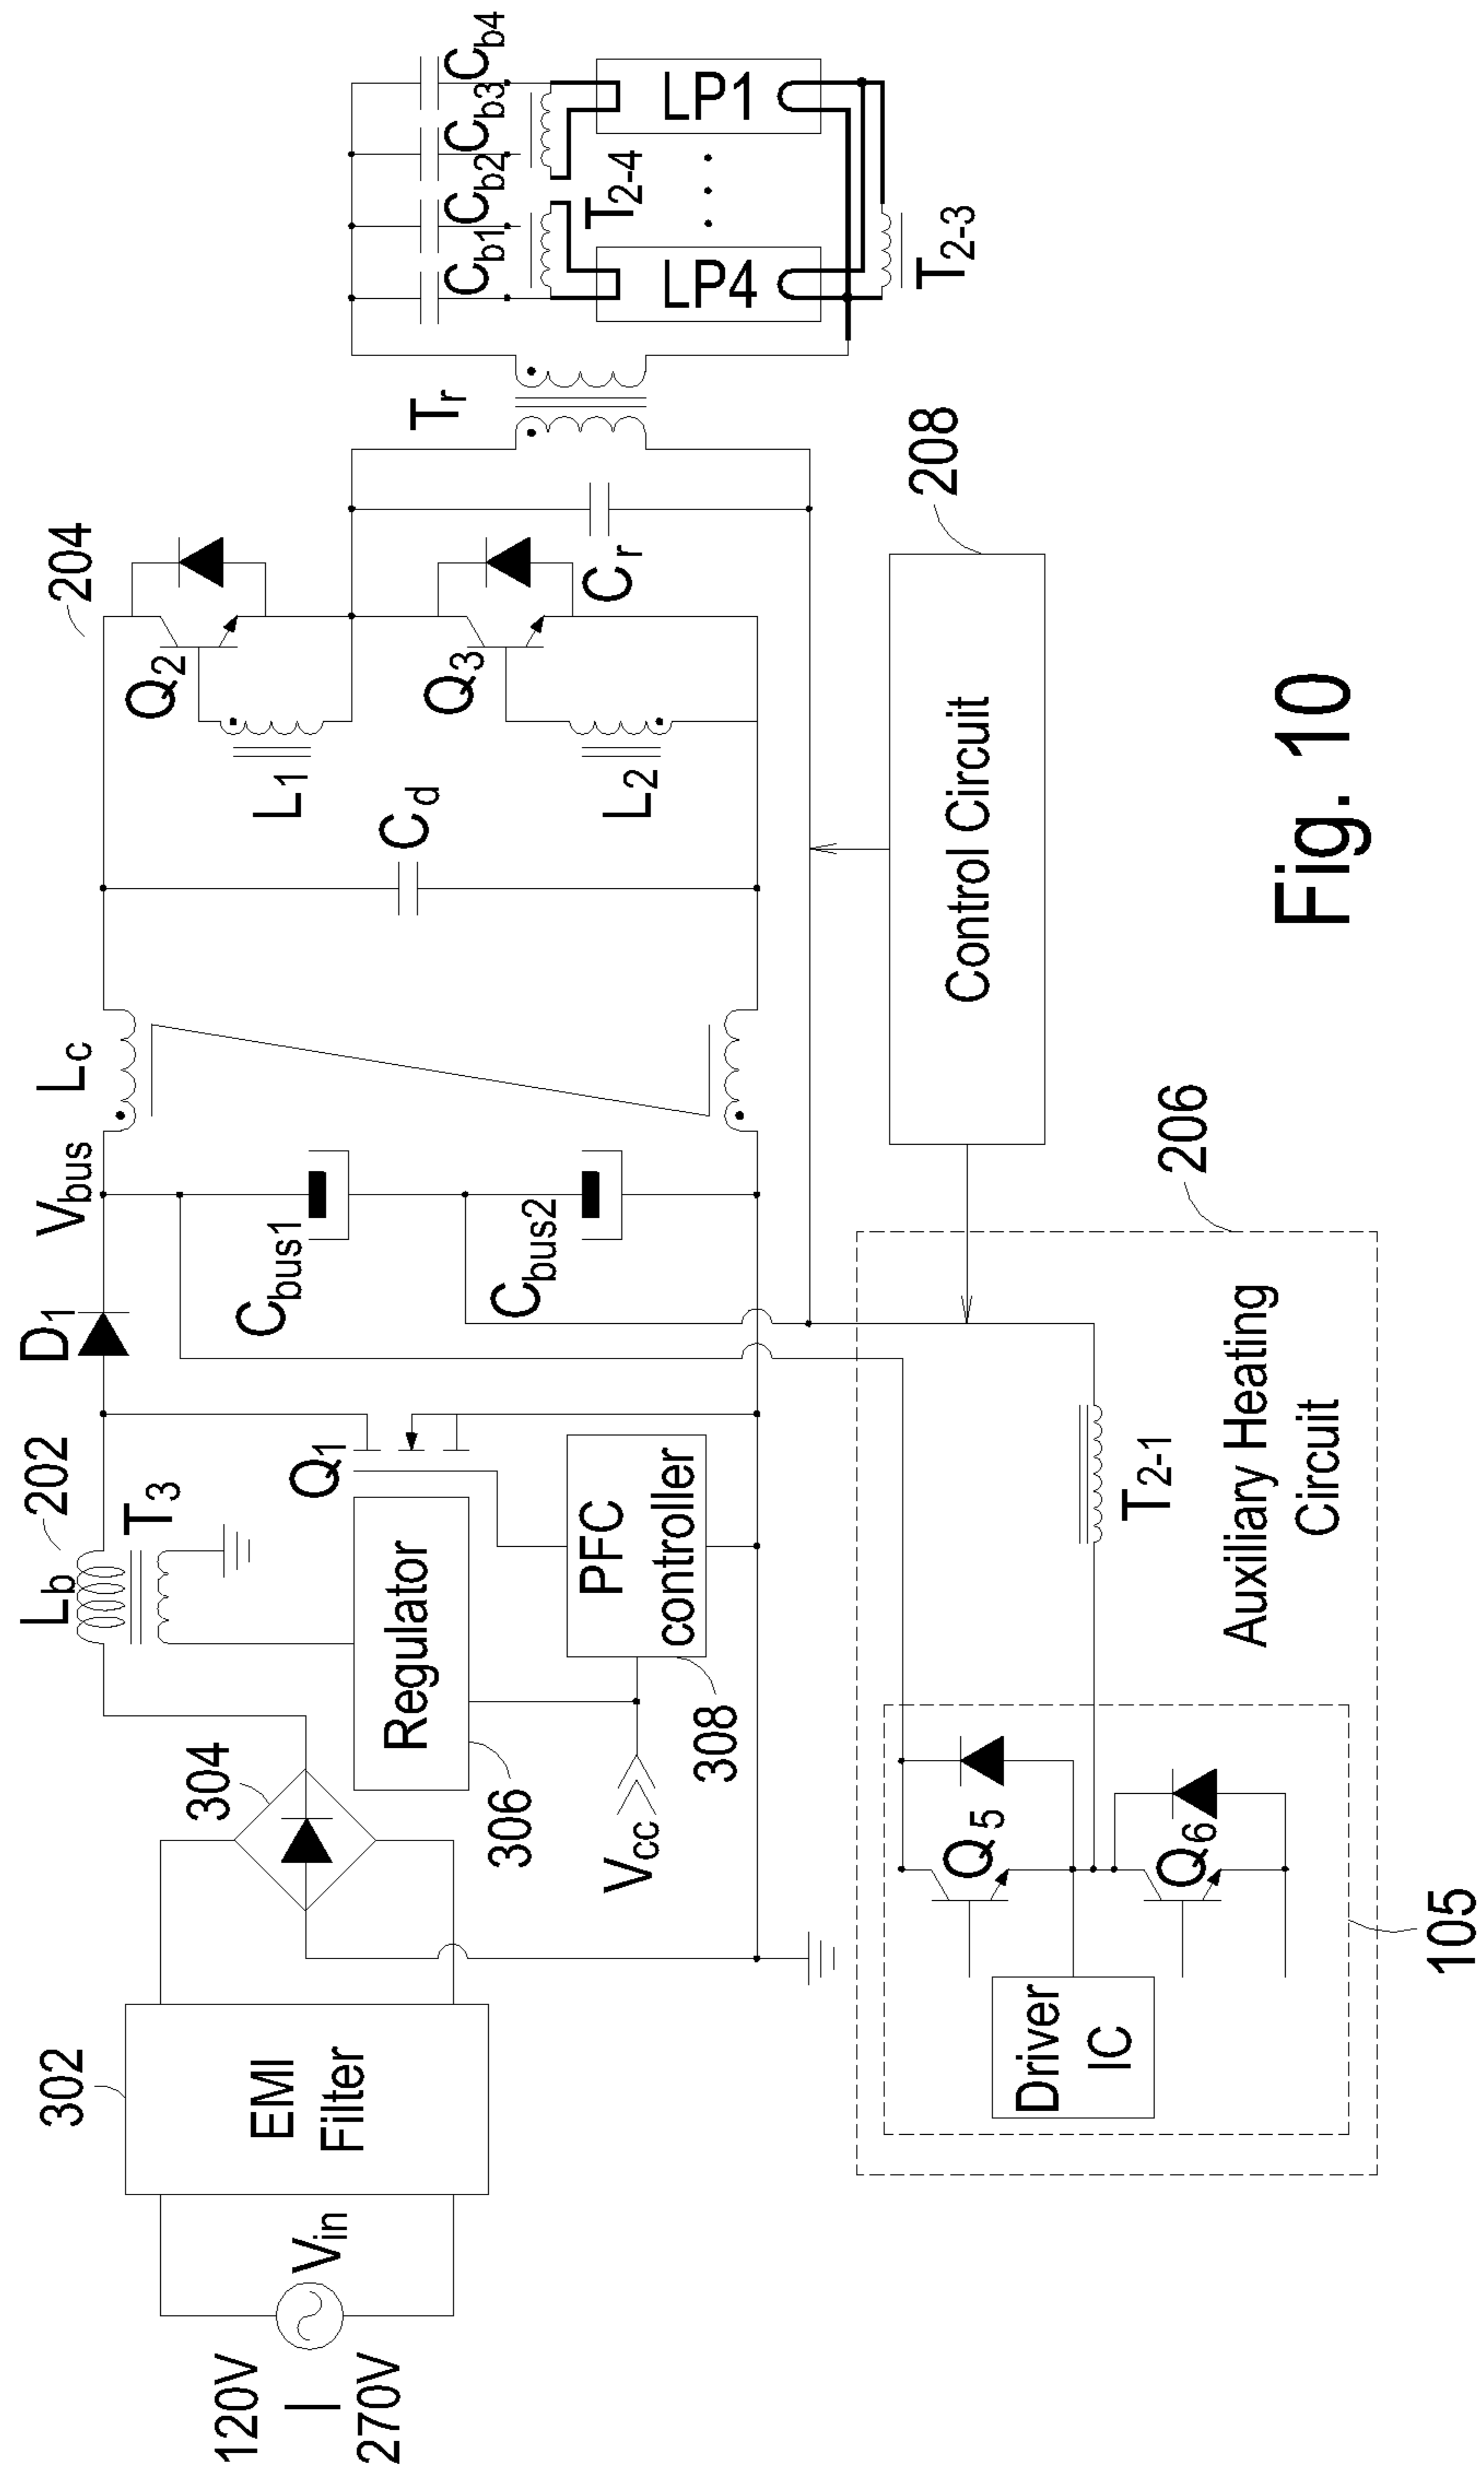 120V
|
270V
Vin
302
EMI
Filter
304
Lb
202
T3
Regulator
306
Vcc
308
PFC
controller
Q1
D1
Vbus
Cbus1
Cbus2
Lc
Cd
204
Q2
L1
Q3
L2
Cr
Tr
Cb1
Cb2
Cb3
Cb4
T2-4
LP4
LP1
T2-3
Control Circuit
208
206
Auxiliary Heating
Circuit
T2-1
Driver
IC
Q5
Q6
105
Fig. 10